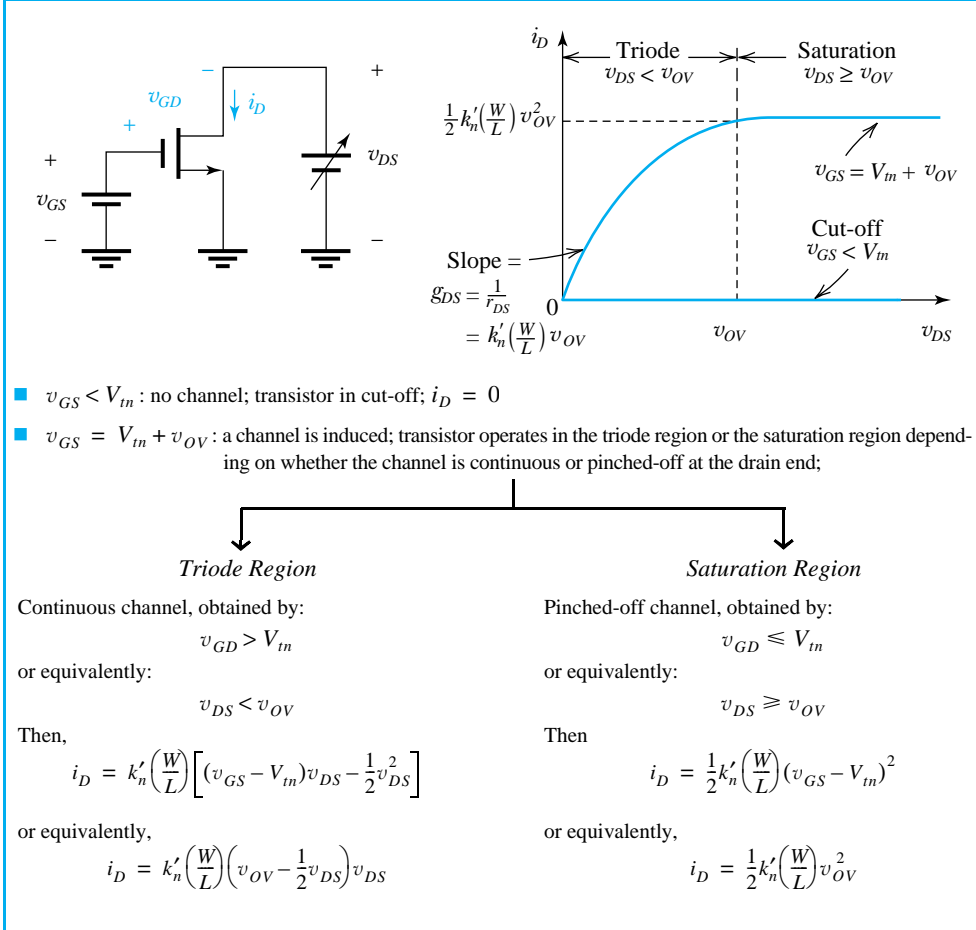 −
+
v_GD
i_D
+
+
v_GS
−
v_DS
−
i_D
Triode
v_DS < v_OV
Saturation
v_DS ≥ v_OV
1/2 k′_n(W/L) v²_OV
v_GS = V_tn + v_OV
Cut-off
v_GS < V_tn
Slope =
g_DS = 1/r_DS
= k′_n(W/L) v_OV
0
v_OV
v_DS
■ v_GS < V_tn : no channel; transistor in cut-off; i_D = 0
■ v_GS = V_tn + v_OV : a channel is induced; transistor operates in the triode region or the saturation region depend-
ing on whether the channel is continuous or pinched-off at the drain end;
Triode Region
Continuous channel, obtained by:
v_GD > V_tn
or equivalently:
v_DS < v_OV
Then,
i_D = k′_n(W/L)[(v_GS − V_tn)v_DS − 1/2 v²_DS]
or equivalently,
i_D = k′_n(W/L)(v_OV − 1/2 v_DS)v_DS
Saturation Region
Pinched-off channel, obtained by:
v_GD ≤ V_tn
or equivalently:
v_DS ≥ v_OV
Then
i_D = 1/2 k′_n(W/L)(v_GS − V_tn)²
or equivalently,
i_D = 1/2 k′_n(W/L) v²_OV